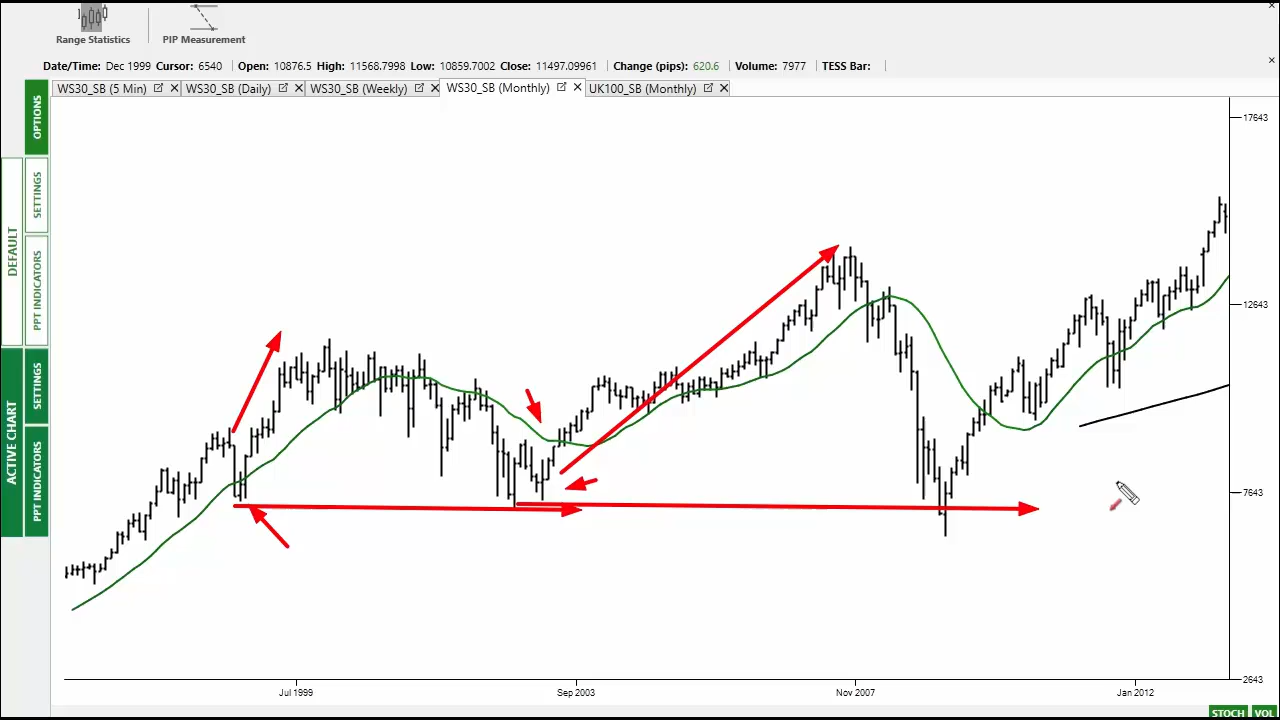 Range Statistics
PIP Measurement
Date/Time: Dec 1999 Cursor: 6540 Open: 10876.5 High: 11568.7998 Low: 10859.7002 Close: 11497.09961 Change (pips): 620.6 Volume: 7977 TESS Bar:
WS30_SB (5 Min) WS30_SB (Daily) WS30_SB (Weekly) WS30_SB (Monthly) UK100_SB (Monthly)
OPTIONS
DEFAULT
SETTINGS
PPT INDICATORS
ACTIVE CHART
SETTINGS
PPT INDICATORS
17643
12643
7643
2643
Jul 1999
Sep 2003
Nov 2007
Jan 2012
STOCH VOL